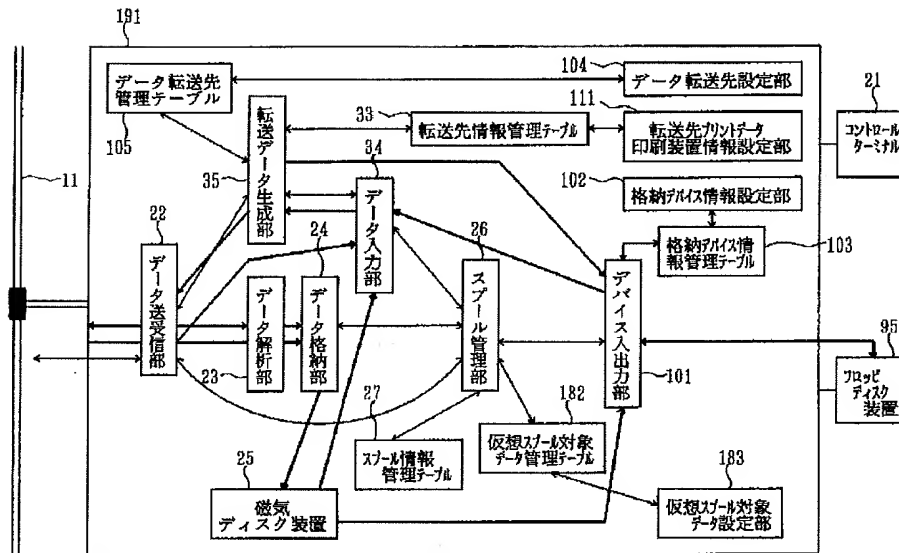 191
データ転送先
管理テーブル
105
104
データ転送先設定部
33
転送先情報管理テーブル
111
転送先プリントデータ
印刷装置情報設定部
21
コントロール
ターミナル
11
35
転送データ生成部
34
データ入力部
102
格納デバイス情報設定部
格納デバイス情
報管理テーブル
103
22
データ送受信部
23
データ解析部
24
データ格納部
26
スプール管理部
デバイス入出力部
101
95
フロッピ
ディスク
装置
27
スプール情報
管理テーブル
182
仮想スプール対象
データ管理テーブル
25
磁気
ディスク装置
183
仮想スプール対象
データ設定部